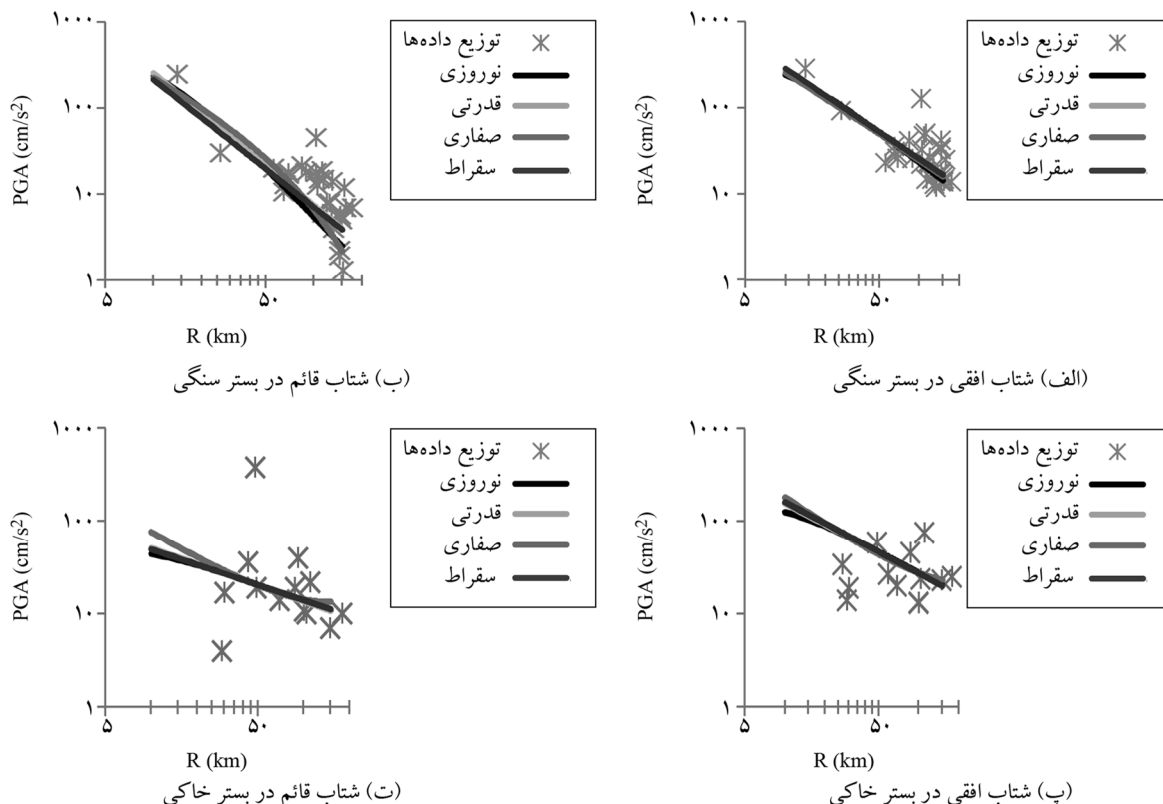 ۱۰۰۰
۱۰۰
۱۰
۱
PGA (cm/s²)
۵
۵۰
R (km)
توزیع داده‌ها
نوروزی
قدرتی
صفاری
سقراط
(الف) شتاب افقی در بستر سنگی
۱۰۰۰
۱۰۰
۱۰
۱
PGA (cm/s²)
۵
۵۰
R (km)
توزیع داده‌ها
نوروزی
قدرتی
صفاری
سقراط
(ب) شتاب قائم در بستر سنگی
۱۰۰۰
۱۰۰
۱۰
۱
PGA (cm/s²)
۵
۵۰
R (km)
توزیع داده‌ها
نوروزی
قدرتی
صفاری
سقراط
(پ) شتاب افقی در بستر خاکی
۱۰۰۰
۱۰۰
۱۰
۱
PGA (cm/s²)
۵
۵۰
R (km)
توزیع داده‌ها
نوروزی
قدرتی
صفاری
سقراط
(ت) شتاب قائم در بستر خاکی